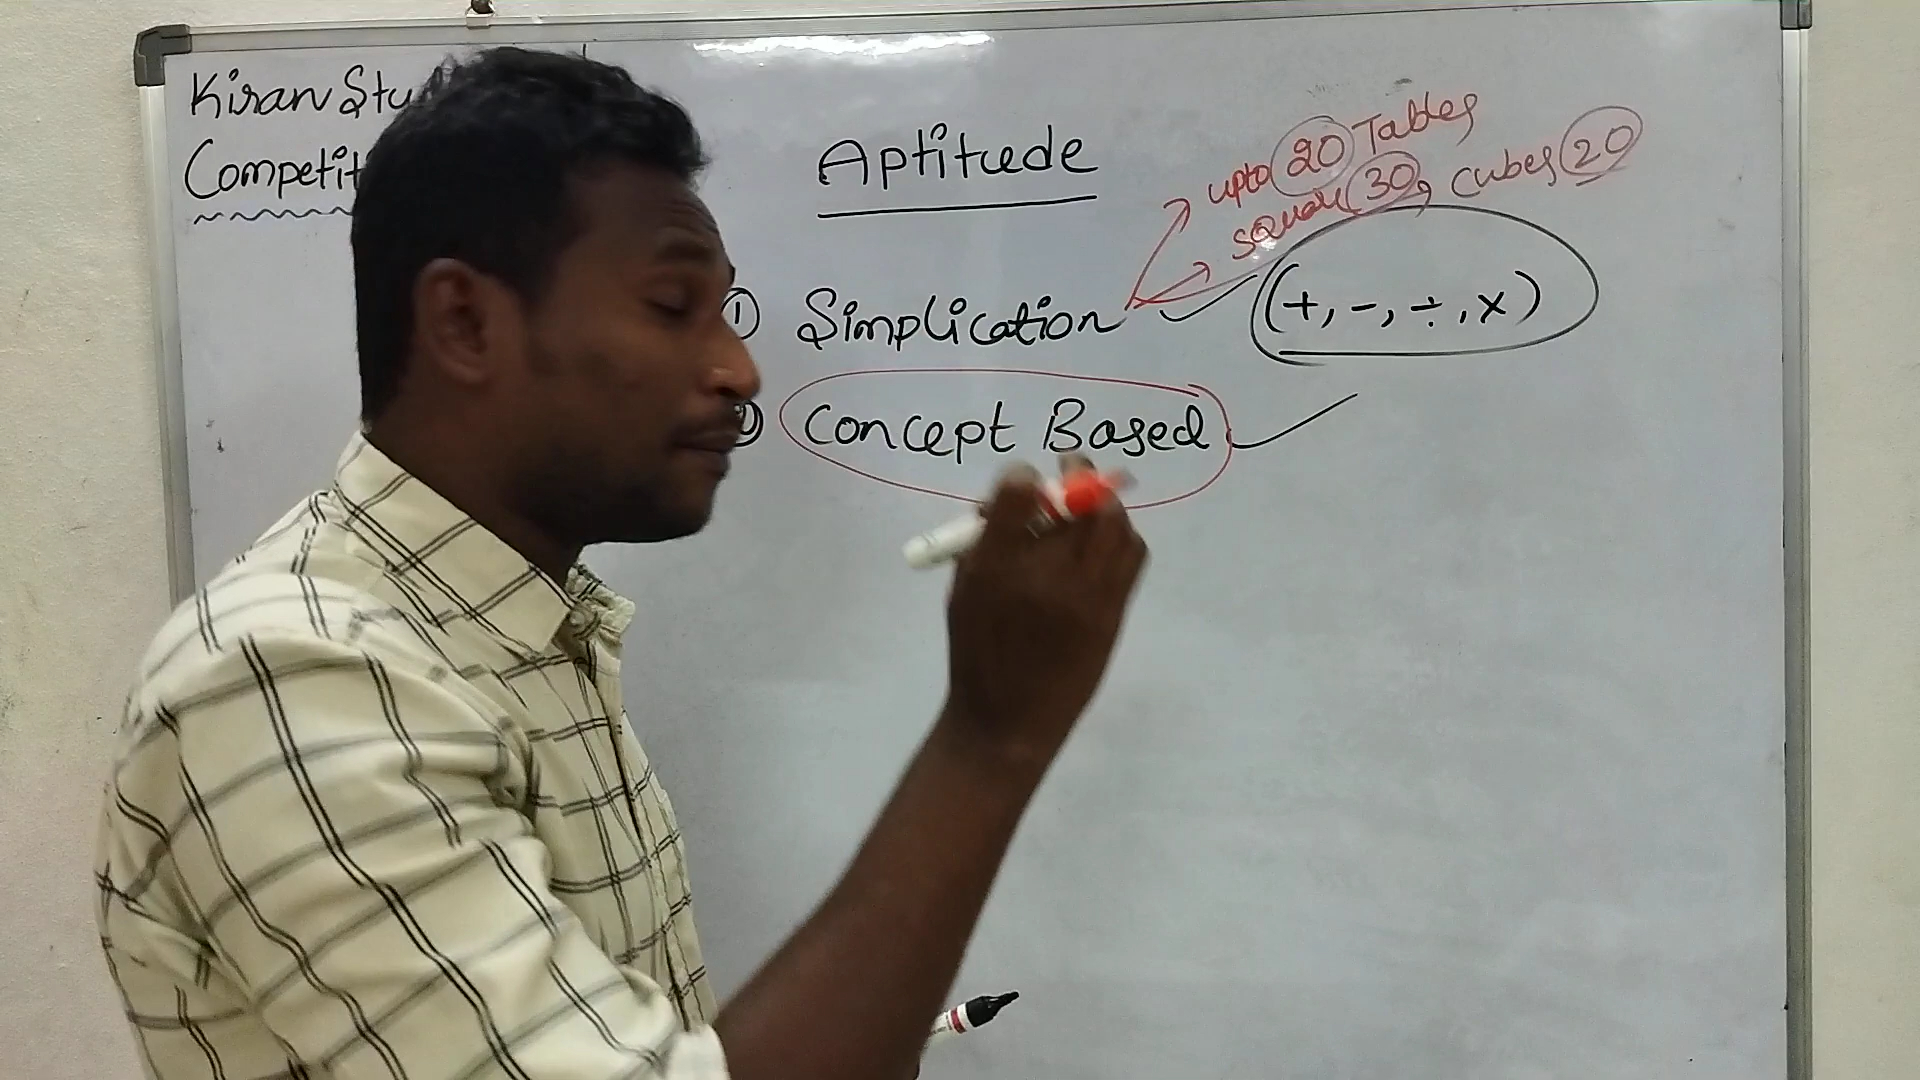 Kiran Stu
Competit
Aptitude
upto 20 Tables
square 30, cubes 20
① Simplication (+, -, ÷, x)
Concept Based